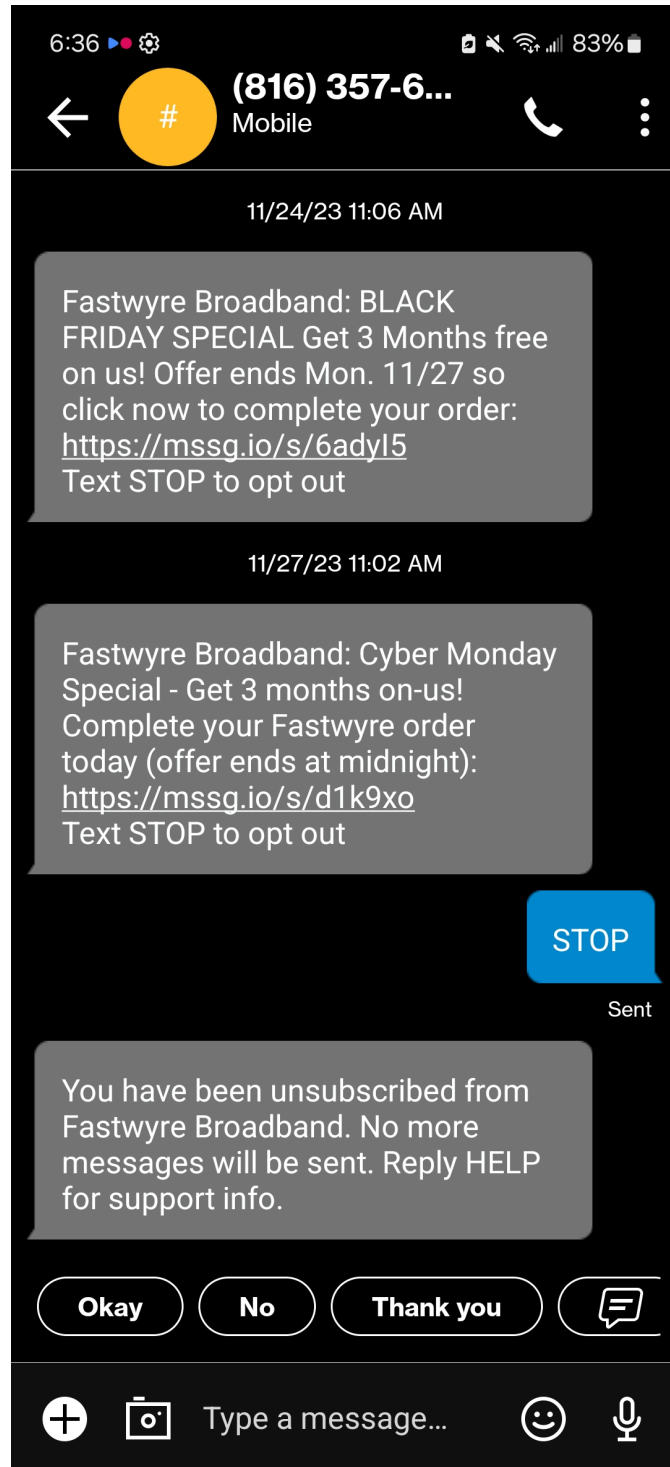 6:36
83%
(816) 357-6...
#
Mobile
11/24/23 11:06 AM
Fastwyre Broadband: BLACK
FRIDAY SPECIAL Get 3 Months free
on us! Offer ends Mon. 11/27 so
click now to complete your order:
https://mssg.io/s/6adyI5
Text STOP to opt out
11/27/23 11:02 AM
Fastwyre Broadband: Cyber Monday
Special - Get 3 months on-us!
Complete your Fastwyre order
today (offer ends at midnight):
https://mssg.io/s/d1k9xo
Text STOP to opt out
STOP
Sent
You have been unsubscribed from
Fastwyre Broadband. No more
messages will be sent. Reply HELP
for support info.
Okay
No
Thank you
Type a message...